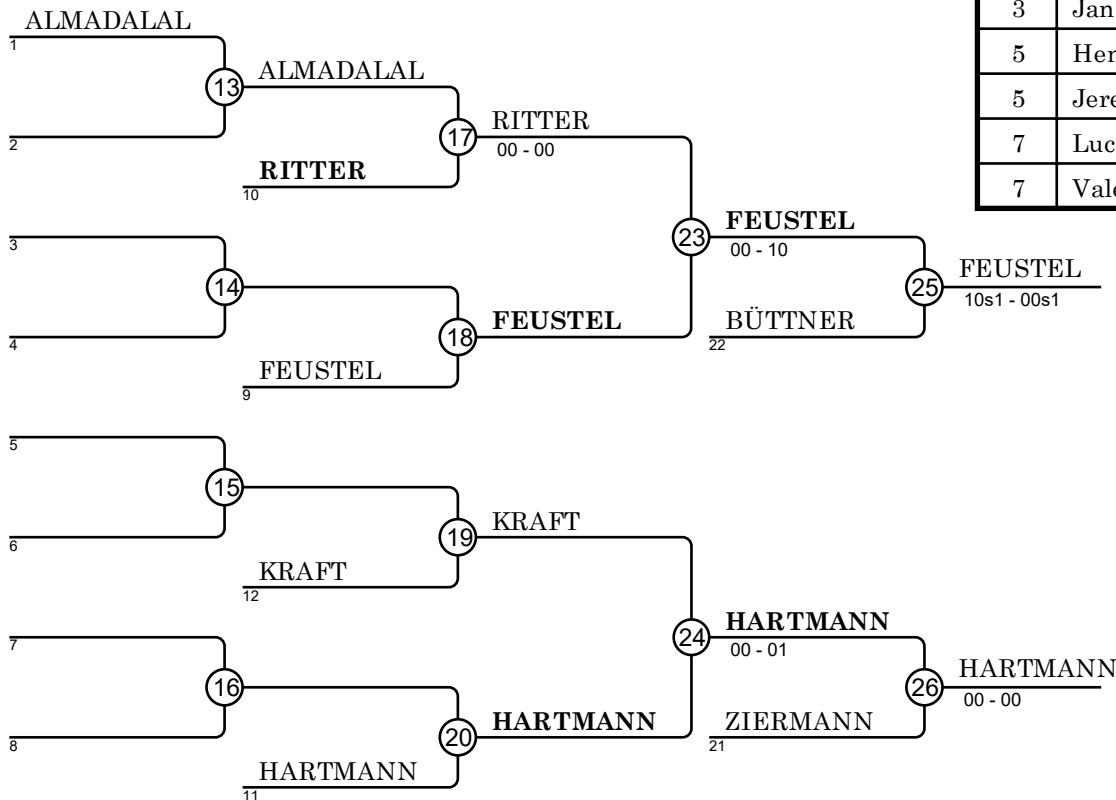 ALMADALAL
1
13
ALMADALAL
2
17
RITTER
00 - 00
RITTER
10
3
23
FEUSTEL
00 - 10
14
25
FEUSTEL
10s1 - 00s1
4
18
FEUSTEL
BÜTTNER
22
FEUSTEL
9
5
15
6
19
KRAFT
KRAFT
12
7
24
HARTMANN
00 - 01
16
26
HARTMANN
00 - 00
8
20
HARTMANN
ZIERMANN
21
HARTMANN
11
3 Jan
5
5
7
7